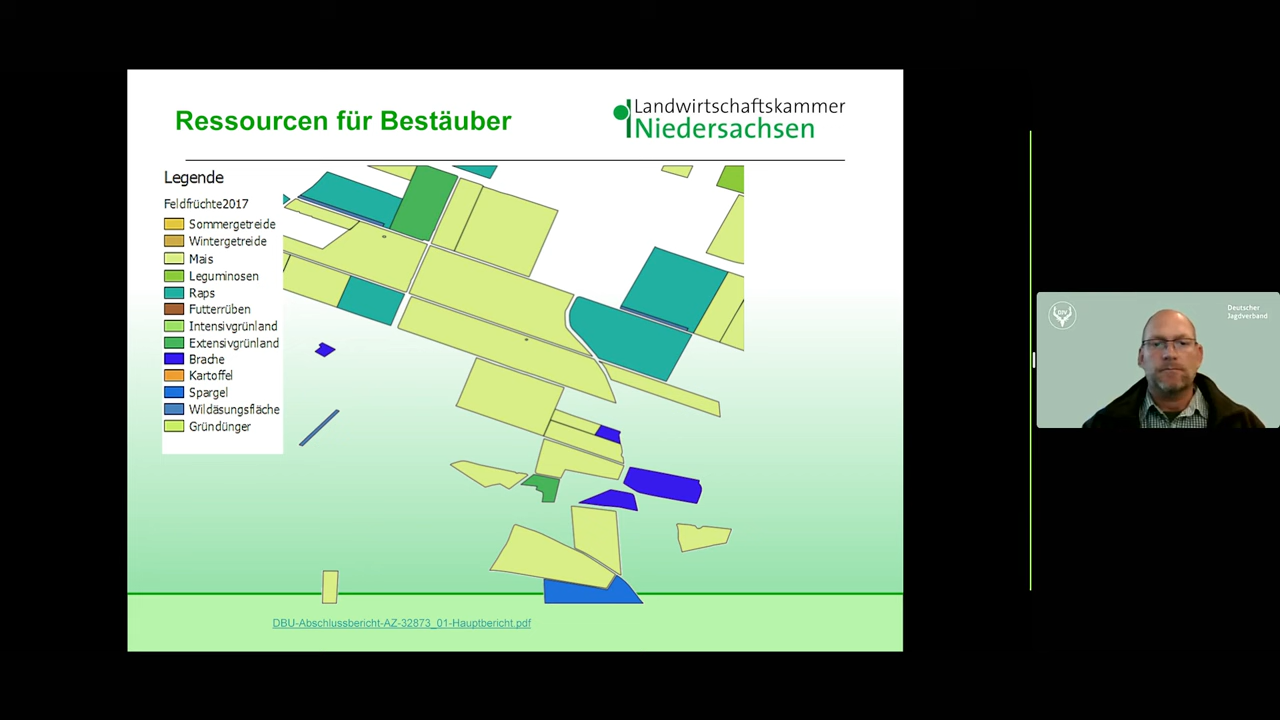 Ressourcen für Bestäuber
Landwirtschaftskammer
Niedersachsen
Legende
Feldfrüchte2017
Sommergetreide
Wintergetreide
Mais
Leguminosen
Raps
Futterrüben
Intensivgrünland
Extensivgrünland
Brache
Kartoffel
Spargel
Wildäsungsfläche
Gründünger
DBU-Abschlussbericht-AZ-32873_01-Hauptbericht.pdf
DJV
Deutscher
Jagdverband